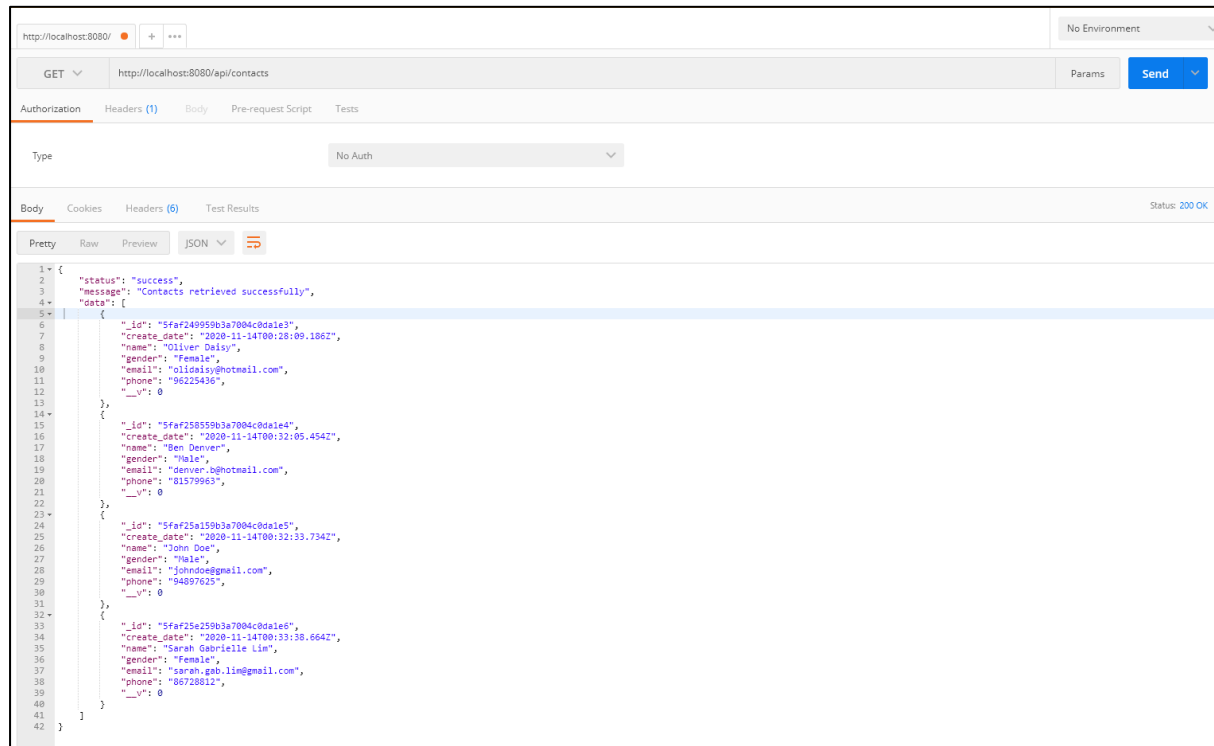 http://localhost:8080/ + ••• No Environment
GET http://localhost:8080/api/contacts Params Send
Authorization Headers (1) Body Pre-request Script Tests
Type No Auth
Body Cookies Headers (6) Test Results Status: 200 OK
Pretty Raw Preview JSON
1 {
2 "status": "success",
3 "message": "Contacts retrieved successfully",
4 "data": [
5 {
6 "_id": "5faf249959b3a7004c0da1e3",
7 "create_date": "2020-11-14T00:28:09.186Z",
8 "name": "Oliver Daisy",
9 "gender": "Female",
10 "email": "olidaisy@hotmail.com",
11 "phone": "96225436",
12 "__v": 0
13 },
14 {
15 "_id": "5faf258559b3a7004c0da1e4",
16 "create_date": "2020-11-14T00:32:05.454Z",
17 "name": "Ben Denver",
18 "gender": "Male",
19 "email": "denver.b@hotmail.com",
20 "phone": "81579963",
21 "__v": 0
22 },
23 {
24 "_id": "5faf25a159b3a7004c0da1e5",
25 "create_date": "2020-11-14T00:32:33.734Z",
26 "name": "John Doe",
27 "gender": "Male",
28 "email": "johndoe@gmail.com",
29 "phone": "94897625",
30 "__v": 0
31 },
32 {
33 "_id": "5faf25e259b3a7004c0da1e6",
34 "create_date": "2020-11-14T00:33:38.664Z",
35 "name": "Sarah Gabrielle Lim",
36 "gender": "Female",
37 "email": "sarah.gab.lim@gmail.com",
38 "phone": "86728812",
39 "__v": 0
40 }
41 ]
42 }